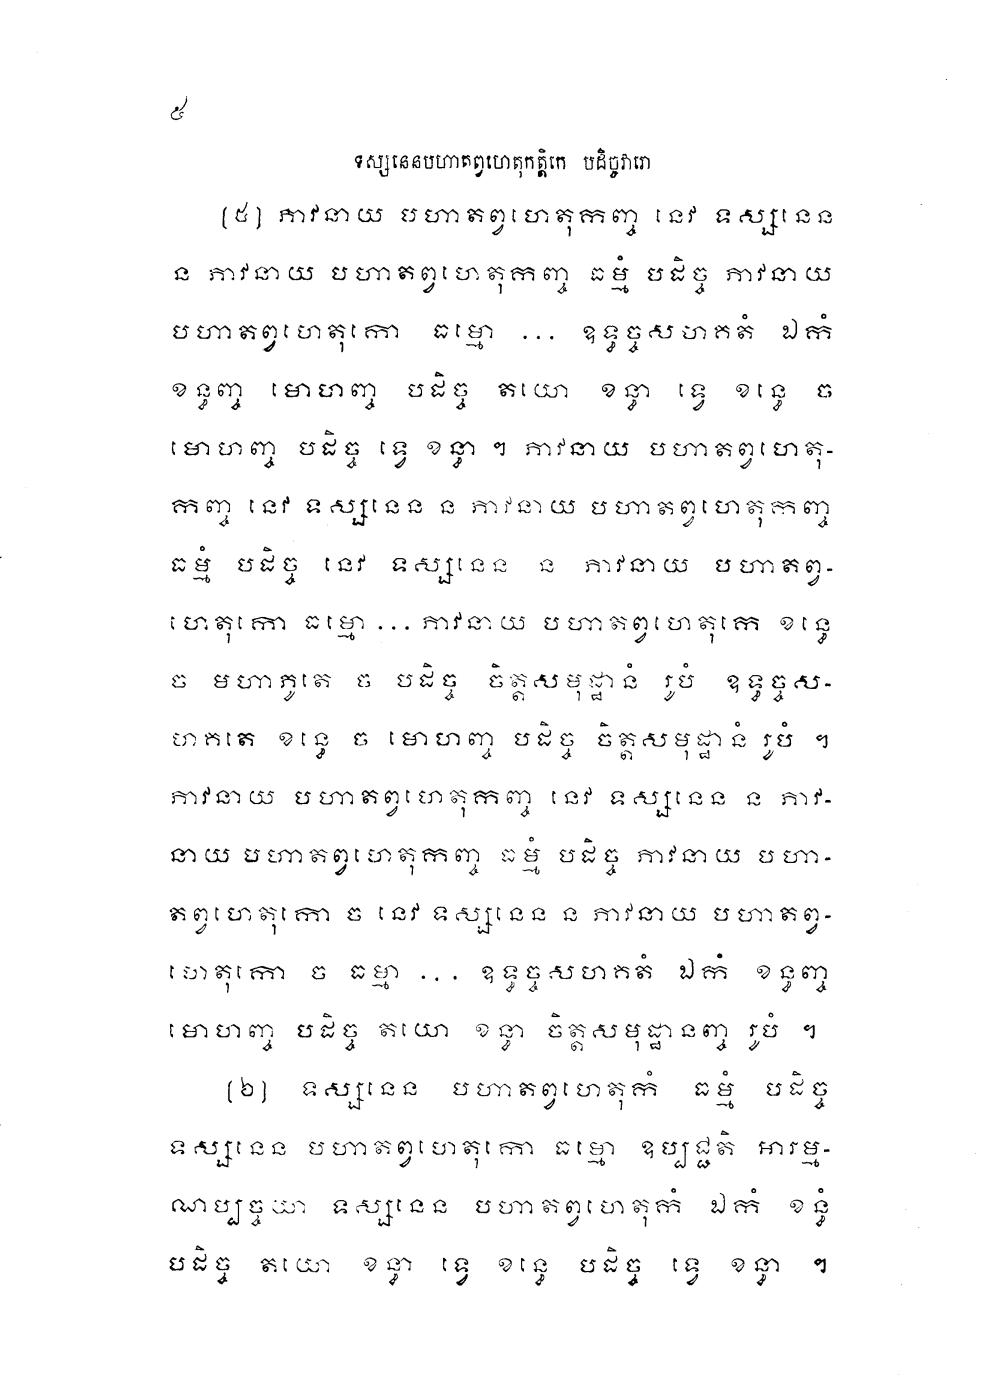 ៥
ទស្សនេនបហាតព្វហេតុកត្តិកេ បដិច្ចវារោ
(៥) ភាវនាយ បហាតព្វហេតុកញ្ច នេវ ទស្សនេន
ន ភាវនាយ បហាតព្វហេតុកញ្ច ធម្មំ បដិច្ច ភាវនាយ
បហាតព្វហេតុកោ ធម្មោ ... ឧទ្ធច្ចសហគតំ ឯកំ
ខន្ធញ្ច មោហញ្ច បដិច្ច តយោ ខន្ធា ទ្វេ ខន្ធេ ច
មោហញ្ច បដិច្ច ទ្វេ ខន្ធា ។ ភាវនាយ បហាតព្វហេតុ-
កញ្ច នេវ ទស្សនេន ន ភាវនាយ បហាតព្វហេតុកញ្ច
ធម្មំ បដិច្ច នេវ ទស្សនេន ន ភាវនាយ បហាតព្វ-
ហេតុកោ ធម្មោ ... ភាវនាយ បហាតព្វហេតុកេ ខន្ធេ
ច មហាភូតេ ច បដិច្ច ចិត្តសមុដ្ឋានំ រូបំ ឧទ្ធច្ចស-
ហគតេ ខន្ធេ ច មោហញ្ច បដិច្ច ចិត្តសមុដ្ឋានំ រូបំ ។
ភាវនាយ បហាតព្វហេតុកញ្ច នេវ ទស្សនេន ន ភាវ-
នាយ បហាតព្វហេតុកញ្ច ធម្មំ បដិច្ច ភាវនាយ បហា-
តព្វហេតុកោ ច នេវ ទស្សនេន ន ភាវនាយ បហាតព្វ-
ហេតុកោ ច ធម្មា ... ឧទ្ធច្ចសហគតំ ឯកំ ខន្ធញ្ច
មោហញ្ច បដិច្ច តយោ ខន្ធា ចិត្តសមុដ្ឋានញ្ច រូបំ ។
(៦) ទស្សនេន បហាតព្វហេតុកំ ធម្មំ បដិច្ច
ទស្សនេន បហាតព្វហេតុកោ ធម្មោ ឧប្បជ្ជតិ អារម្ម-
ណប្បច្ចយា ទស្សនេន បហាតព្វហេតុកំ ឯកំ ខន្ធំ
បដិច្ច តយោ ខន្ធា ទ្វេ ខន្ធេ បដិច្ច ទ្វេ ខន្ធា ។